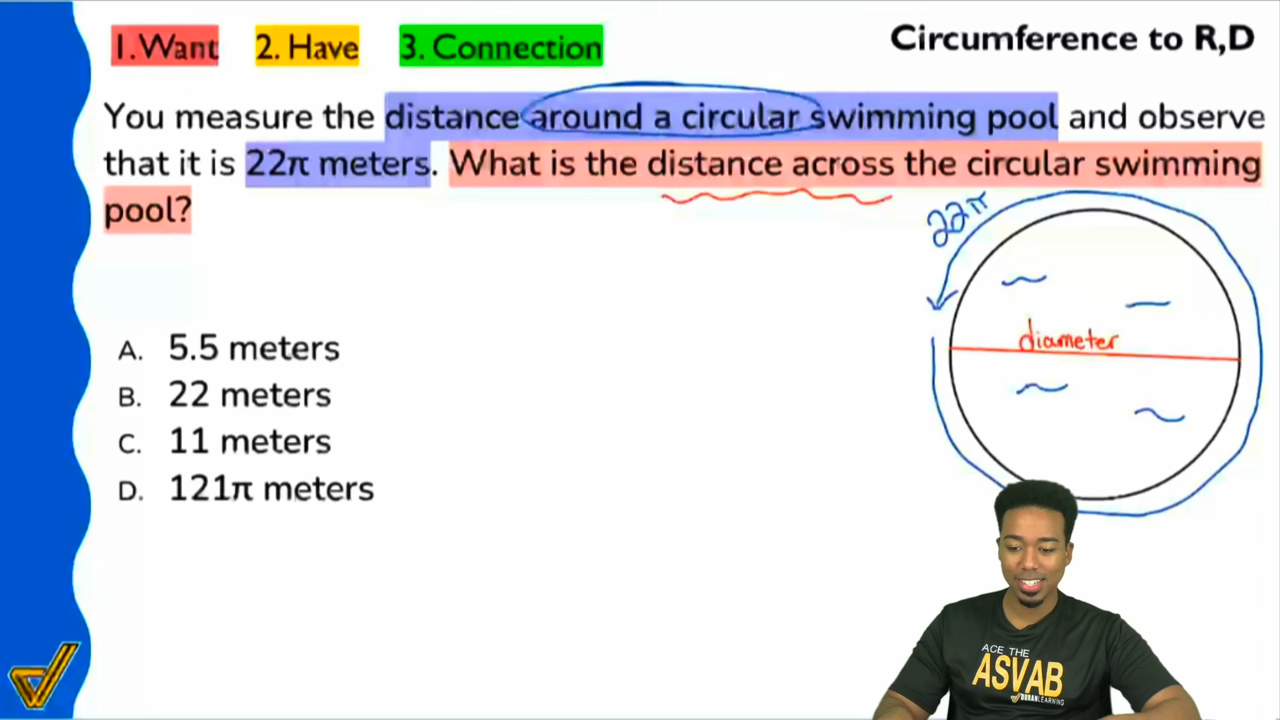 1. Want 2. Have 3. Connection
Circumference to R,D
You measure the distance around a circular swimming pool and observe
that it is 22π meters. What is the distance across the circular swimming
pool?
22π
diameter
A. 5.5 meters
B. 22 meters
C. 11 meters
D. 121π meters
ACE THE
ASVAB
DURANLEARNING